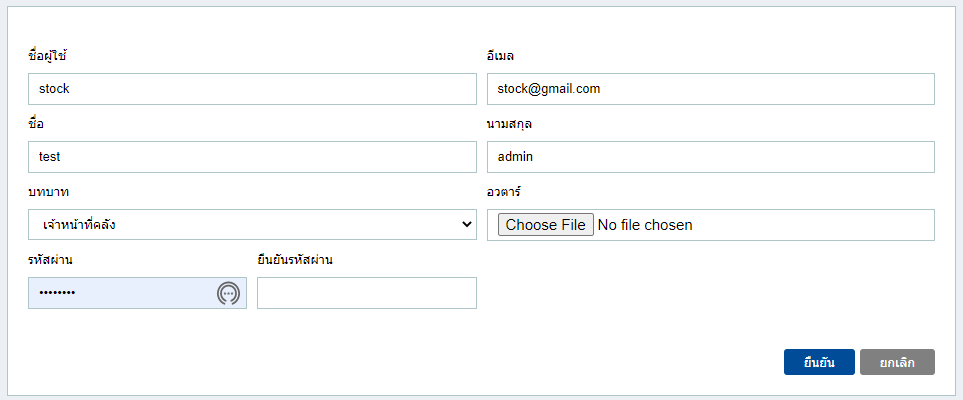 ชื่อผู้ใช้ อีเมล
stock stock@gmail.com
ชื่อ นามสกุล
test admin
บทบาท อวตาร์
เจ้าหน้าที่คลัง Choose File No file chosen
รหัสผ่าน ยืนยันรหัสผ่าน
••••••••
ยืนยัน ยกเลิก